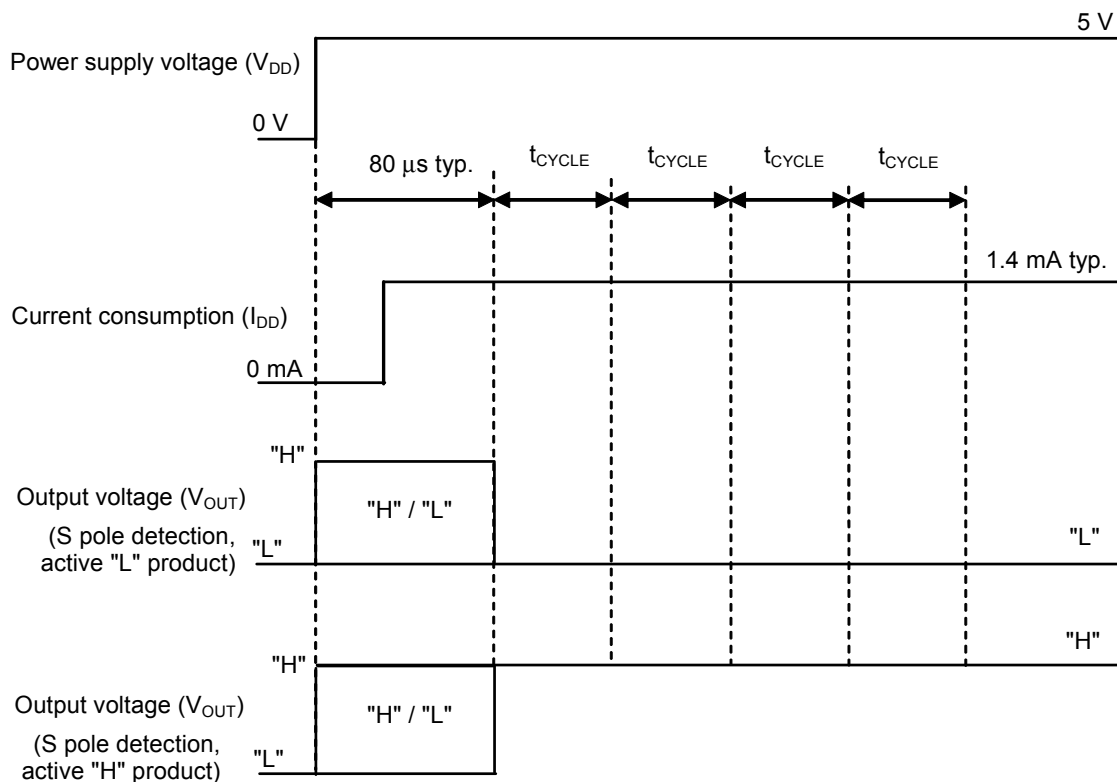 5 V
Power supply voltage (VDD)
0 V
80 µs typ.
tCYCLE
tCYCLE
tCYCLE
tCYCLE
1.4 mA typ.
Current consumption (IDD)
0 mA
"H"
Output voltage (VOUT)
"H" / "L"
(S pole detection,
active "L" product)
"L"
"L"
"H"
"H"
Output voltage (VOUT)
"H" / "L"
(S pole detection,
active "H" product)
"L"